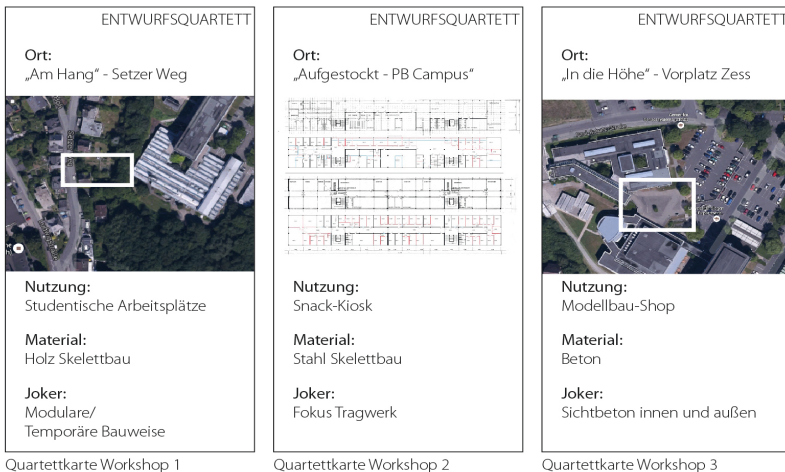 ENTWURFSQUARTETT
Ort:
„Am Hang“ - Setzer Weg
Nutzung:
Studentische Arbeitsplätze
Material:
Holz Skelettbau
Joker:
Modulare/
Temporäre Bauweise
Quartettkarte Workshop 1
ENTWURFSQUARTETT
Ort:
„Aufgestockt - PB Campus“
Nutzung:
Snack-Kiosk
Material:
Stahl Skelettbau
Joker:
Fokus Tragwerk
Quartettkarte Workshop 2
ENTWURFSQUARTETT
Ort:
„In die Höhe“ - Vorplatz Zess
Nutzung:
Modellbau-Shop
Material:
Beton
Joker:
Sichtbeton innen und außen
Quartettkarte Workshop 3